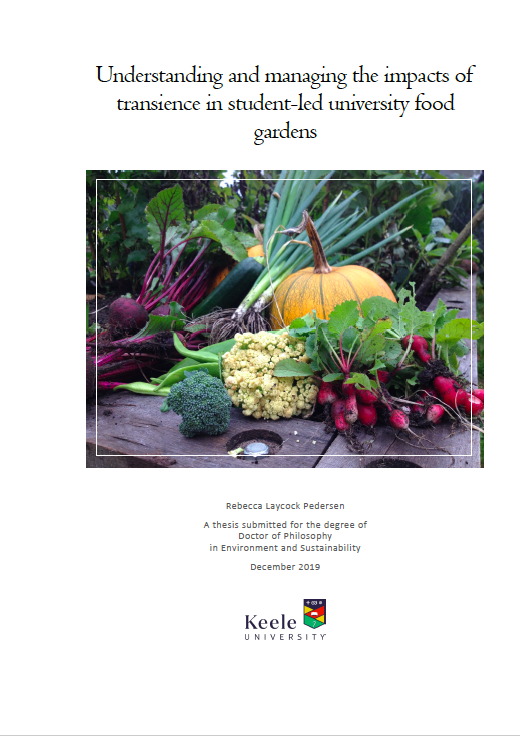 Understanding and managing the impacts of
transience in student-led university food
gardens
Rebecca Laycock Pedersen
A thesis submitted for the degree of
Doctor of Philosophy
in Environment and Sustainability
December 2019
Keele
UNIVERSITY